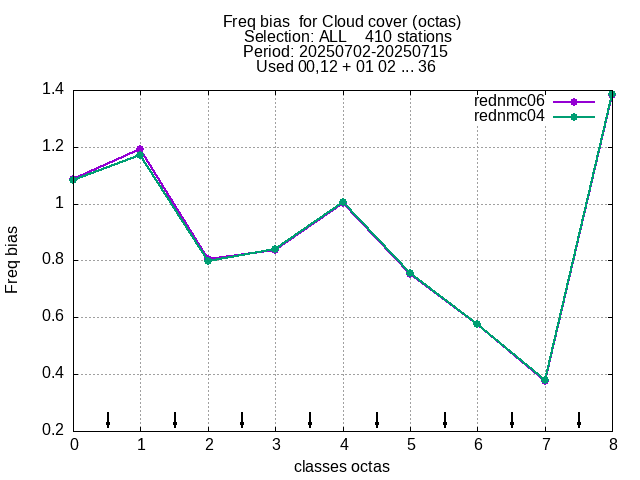 Freq bias  for Cloud cover (octas)
Selection: ALL    410 stations
Period: 20250702-20250715
Used 00,12 + 01 02 ... 36
rednmc06
rednmc04
1.4
1.2
1
0.8
0.6
0.4
0.2
Freq bias
0 1 2 3 4 5 6 7 8
classes octas